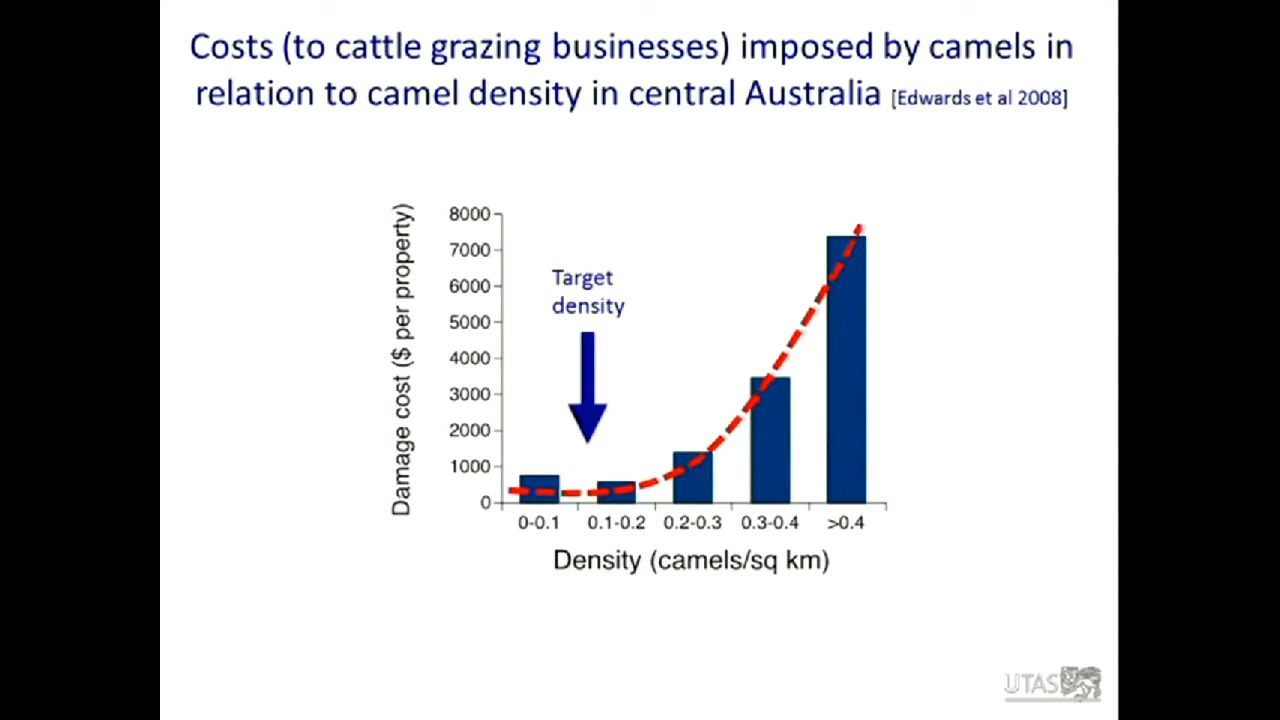 Costs (to cattle grazing businesses) imposed by camels in
relation to camel density in central Australia [Edwards et al 2008]
Damage cost ($ per property)
8000
7000
6000
5000
4000
3000
2000
1000
0
Target
density
0-0.1 0.1-0.2 0.2-0.3 0.3-0.4 >0.4
Density (camels/sq km)
UTAS